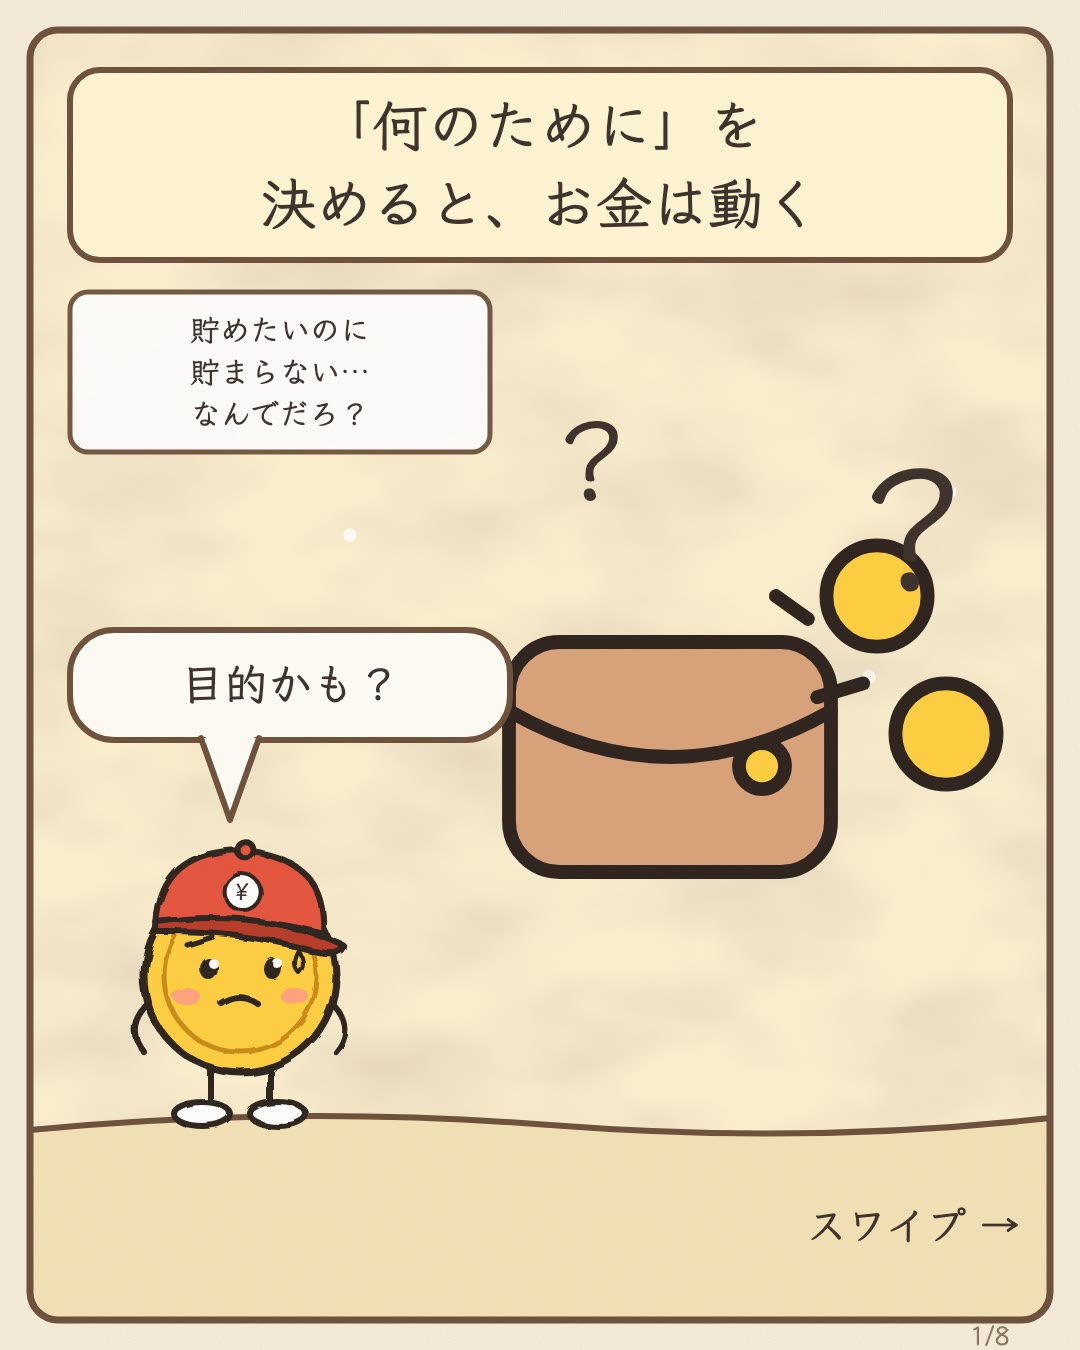 「何のために」を
決めると、お金は動く
貯めたいのに
貯まらない…
なんでだろ？
？
？
目的かも？
¥
スワイプ →
1/8